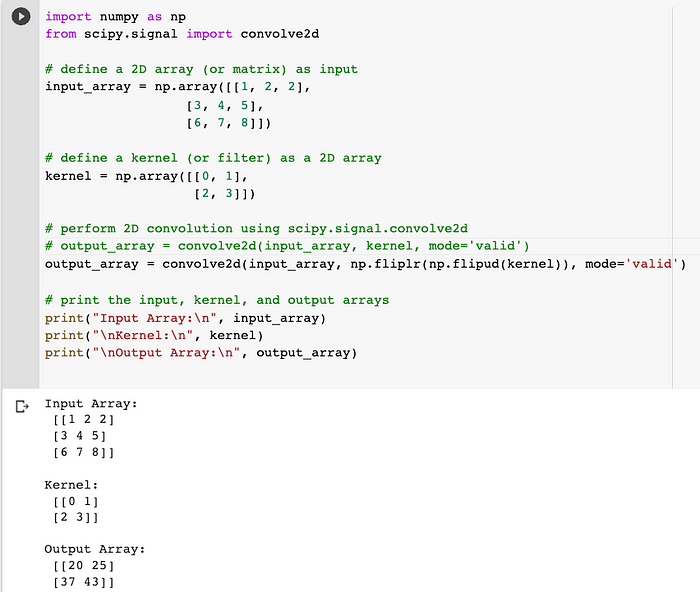 import numpy as np
from scipy.signal import convolve2d
# define a 2D array (or matrix) as input
input_array = np.array([[1, 2, 2],
[3, 4, 5],
[6, 7, 8]])
# define a kernel (or filter) as a 2D array
kernel = np.array([[0, 1],
[2, 3]])
# perform 2D convolution using scipy.signal.convolve2d
# output_array = convolve2d(input_array, kernel, mode='valid')
output_array = convolve2d(input_array, np.fliplr(np.flipud(kernel)), mode='valid')
# print the input, kernel, and output arrays
print("Input Array:\n", input_array)
print("\nKernel:\n", kernel)
print("\nOutput Array:\n", output_array)
Input Array:
[[1 2 2]
[3 4 5]
[6 7 8]]
Kernel:
[[0 1]
[2 3]]
Output Array:
[[20 25]
[37 43]]